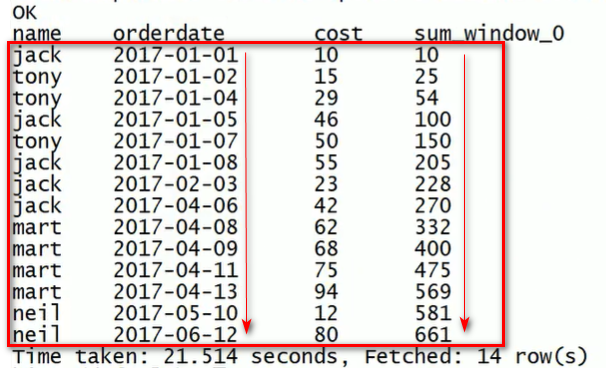 OK
name orderdate cost sum_window_0
jack 2017-01-01 10 10
tony 2017-01-02 15 25
tony 2017-01-04 29 54
jack 2017-01-05 46 100
tony 2017-01-07 50 150
jack 2017-01-08 55 205
jack 2017-02-03 23 228
jack 2017-04-06 42 270
mart 2017-04-08 62 332
mart 2017-04-09 68 400
mart 2017-04-11 75 475
mart 2017-04-13 94 569
neil 2017-05-10 12 581
neil 2017-06-12 80 661
Time taken: 21.514 seconds, Fetched: 14 row(s)